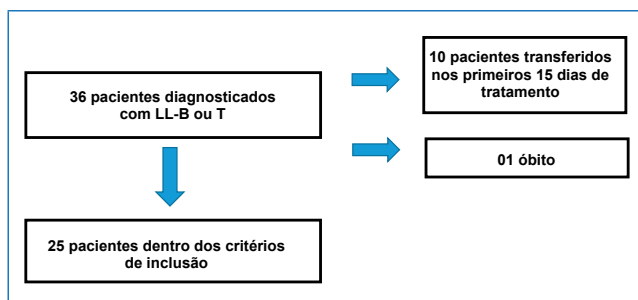 36 pacientes diagnosticados
com LL-B ou T
10 pacientes transferidos
nos primeiros 15 dias de
tratamento
01 óbito
25 pacientes dentro dos critérios
de inclusão